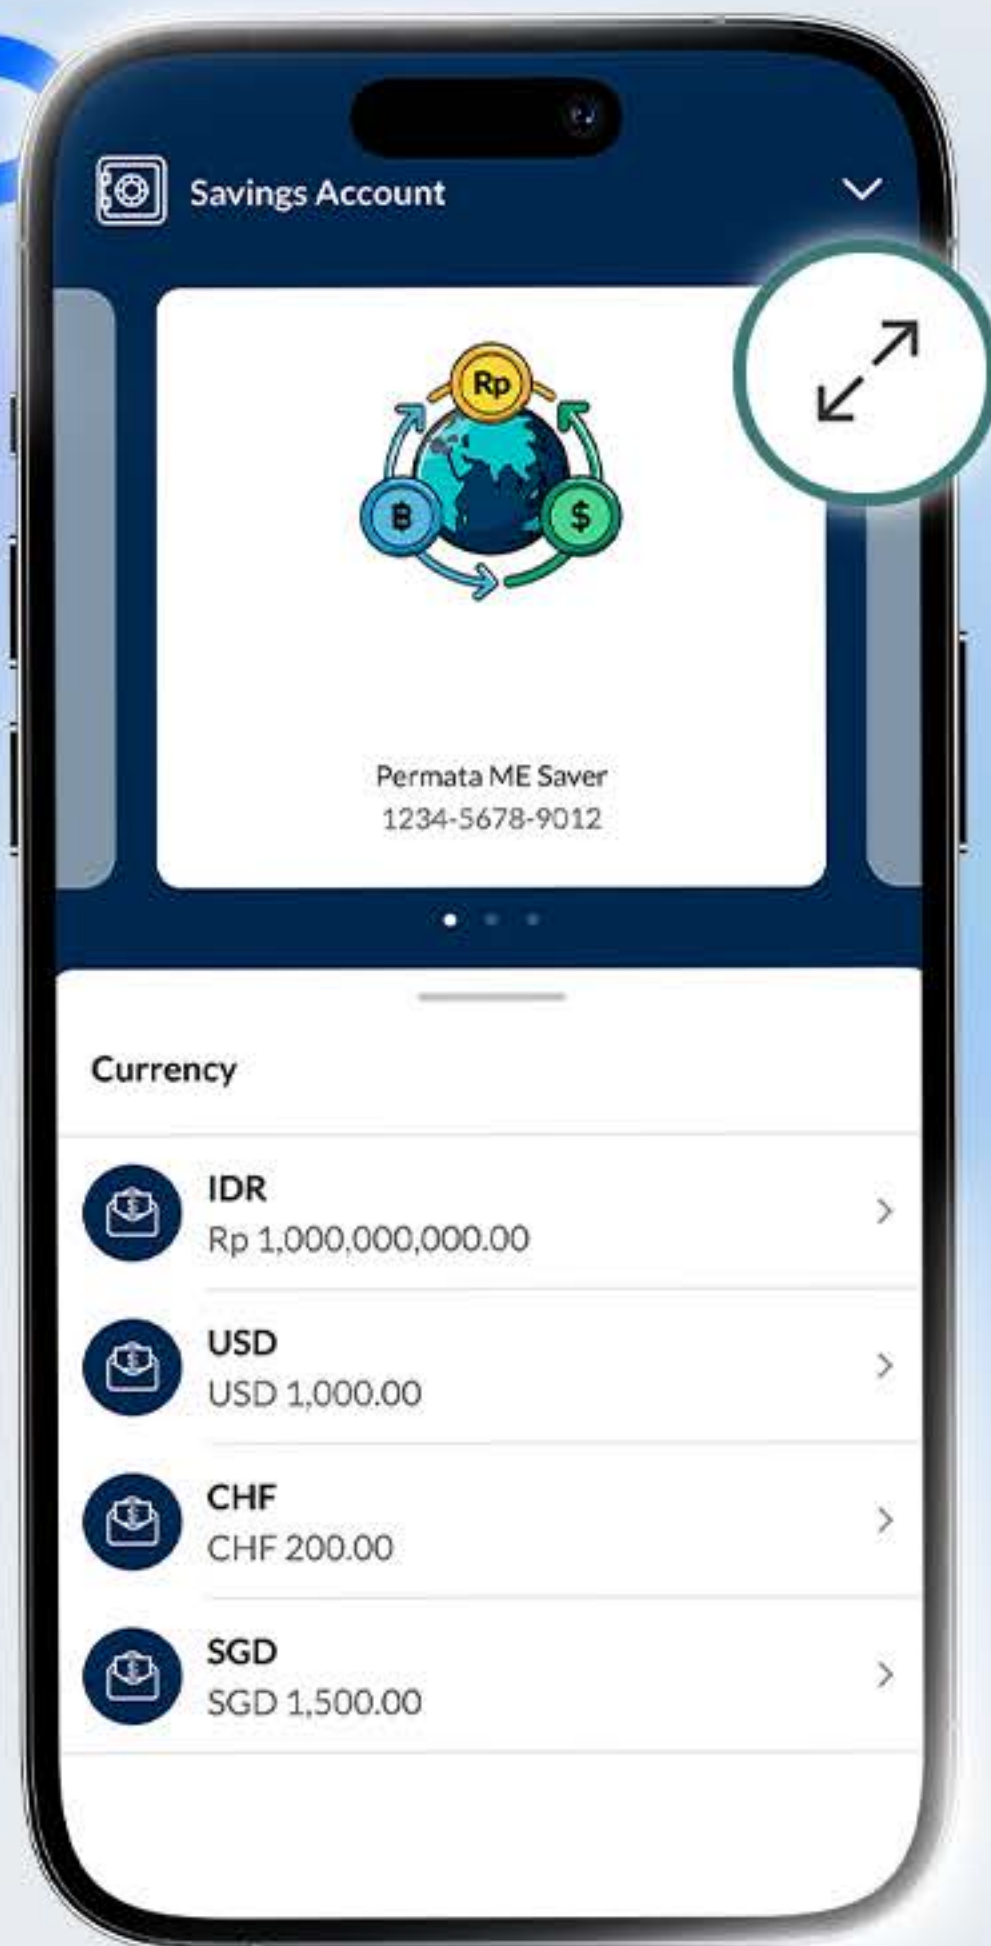 Savings Account
Rp
฿
$
Permata ME Saver
1234-5678-9012
Currency
IDR
Rp 1,000,000,000.00
USD
USD 1,000.00
CHF
CHF 200.00
SGD
SGD 1,500.00